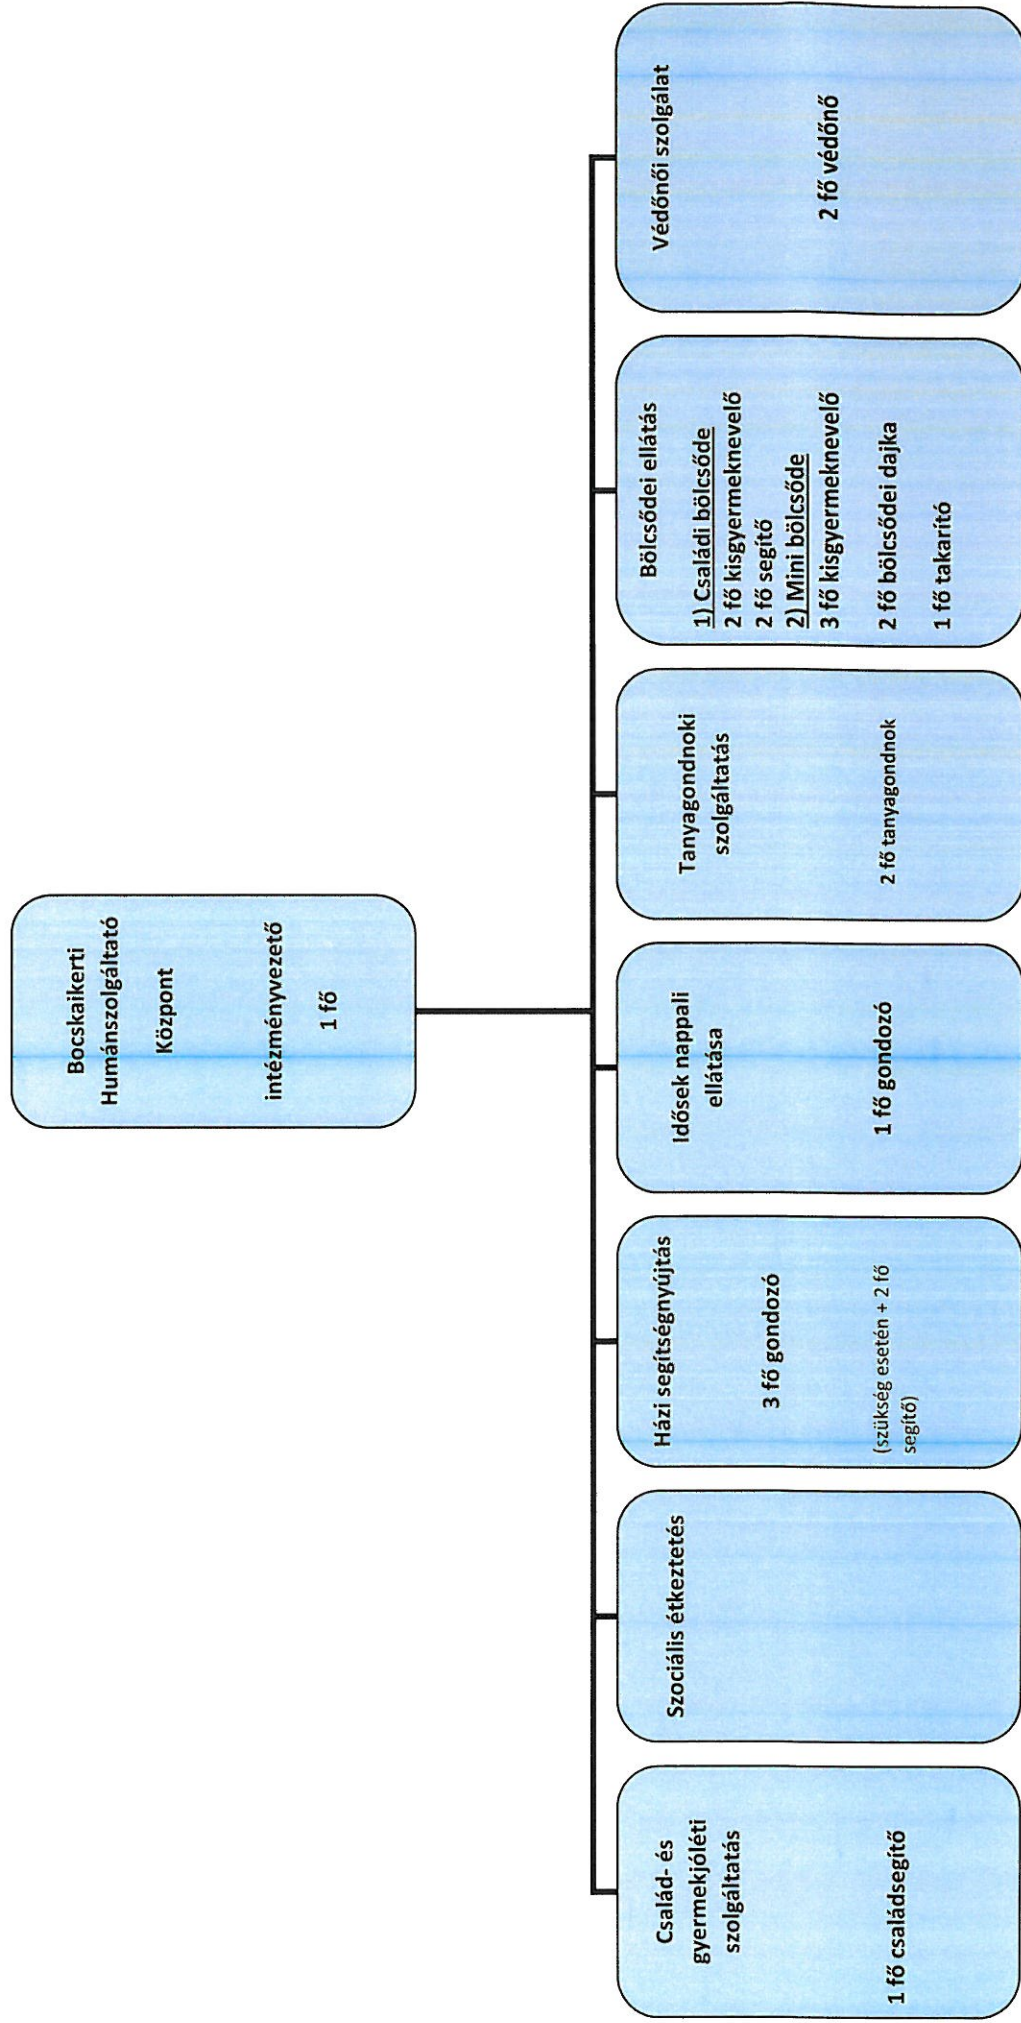 Bocskaikerti
Humánszolgáltató
Központ
intézményvezető
1 fő
Család- és
gyermekjóléti
szolgáltatás
1 fő családsegítő
Szociális étkeztetés
Házi segítségnyújtás
3 fő gondozó
(szükség esetén + 2 fő
segítő)
Idősek nappali
ellátása
1 fő gondozó
Tanyagondnoki
szolgáltatás
2 fő tanyagondnok
Bölcsődei ellátás
1) Családi bölcsőde
2 fő kisgyermeknevelő
2 fő segítő
2) Mini bölcsőde
3 fő kisgyermeknevelő
2 fő bölcsődei dajka
1 fő takarító
Védőnői szolgálat
2 fő védőnő